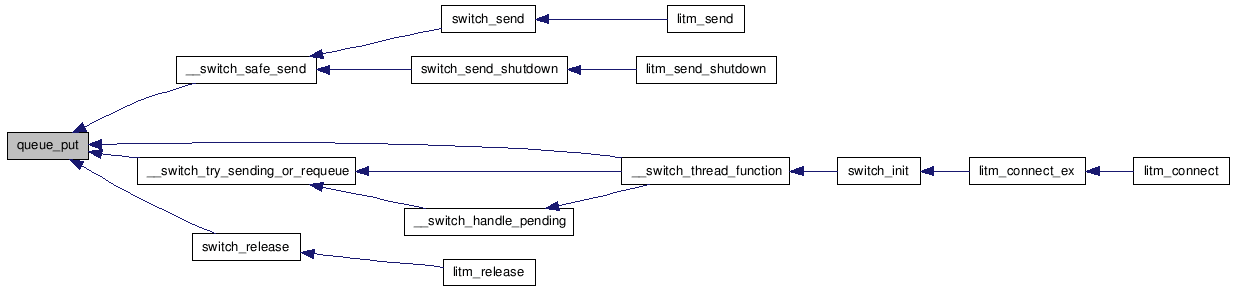 switch_send
litm_send
__switch_safe_send
switch_send_shutdown
litm_send_shutdown
queue_put
__switch_try_sending_or_requeue
__switch_thread_function
switch_init
litm_connect_ex
litm_connect
__switch_handle_pending
switch_release
litm_release